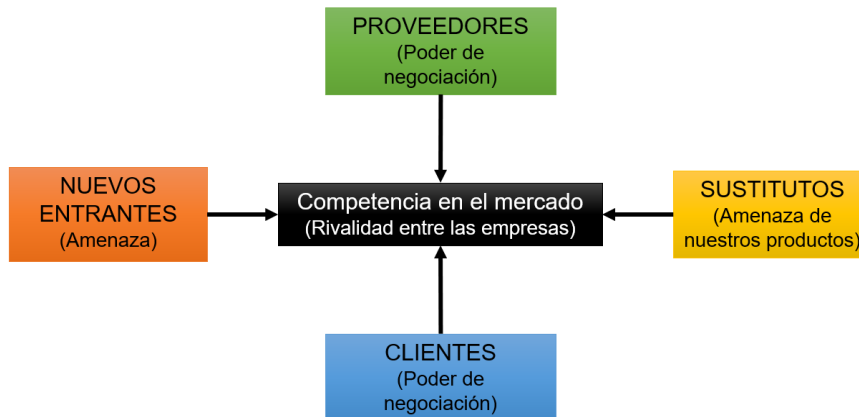 PROVEEDORES
(Poder de
negociación)
NUEVOS
ENTRANTES
(Amenaza)
Competencia en el mercado
(Rivalidad entre las empresas)
SUSTITUTOS
(Amenaza de
nuestros productos)
CLIENTES
(Poder de
negociación)